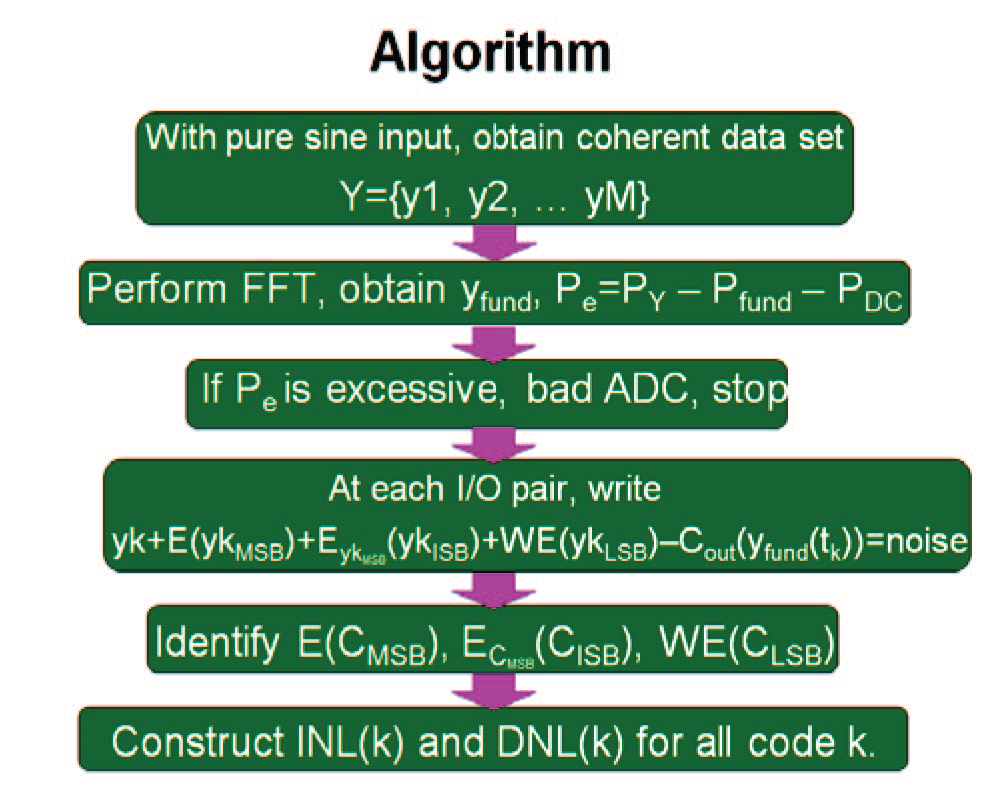 Algorithm
With pure sine input, obtain coherent data set
Y={y1, y2, ... yM}
Perform FFT, obtain yfund, Pe=PY – Pfund – PDC
If Pe is excessive, bad ADC, stop
At each I/O pair, write
yk+E(ykMSB)+EykMSB(ykISB)+WE(ykLSB)–Cout(yfund(tk))=noise
Identify E(CMSB), ECMSB(CISB), WE(CLSB)
Construct INL(k) and DNL(k) for all code k.